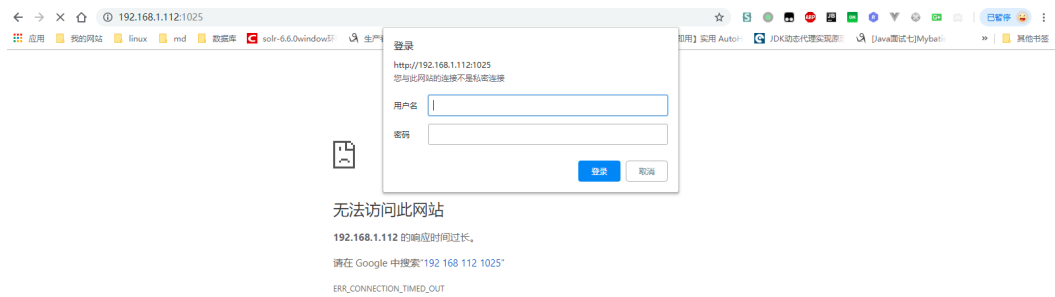 192.168.1.112:1025
已暂停
应用 我的网站 linux md 数据库 solr-6.6.0window JDK动态代理实现原 [Java面试七]Mybati » 其他书签
实用 AutoH
登录
http://192.168.1.112:1025
您与此网站的连接不是私密连接
用户名
密码
登录 取消
无法访问此网站
192.168.1.112 的响应时间过长。
请在 Google 中搜索"192 168 112 1025"
ERR_CONNECTION_TIMED_OUT